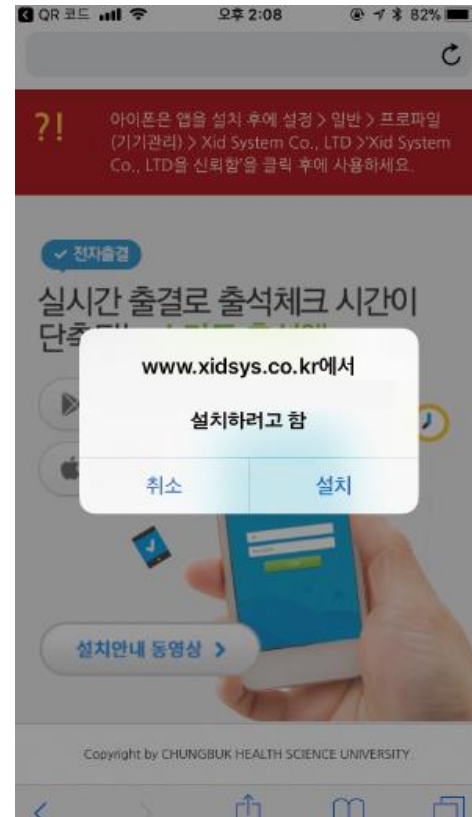 QR 코드 오후 2:08 82%
?!
아이폰은 앱을 설치 후에 설정 > 일반 > 프로파일
(기기관리) > Xid System Co., LTD >'Xid System
Co., LTD을 신뢰함'을 클릭 후에 사용하세요.
전자출결
실시간 출결로 출석체크 시간이
www.xidsys.co.kr에서
설치하려고 함
취소 설치
설치안내 동영상 >
Copyright by CHUNGBUK HEALTH SCIENCE UNIVERSITY.